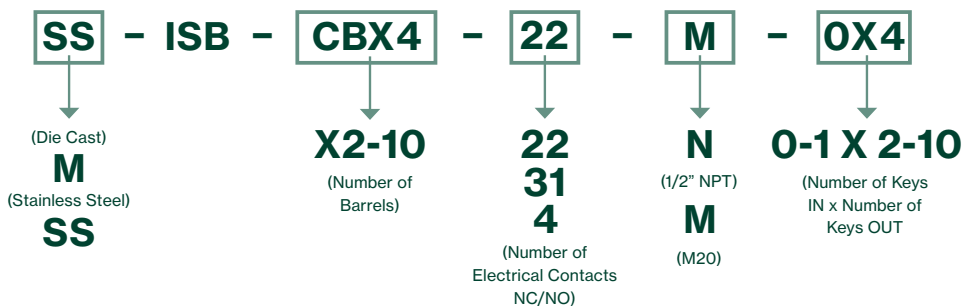 SS – ISB – CBX4 – 22 – M – 0X4
(Die Cast)
M
(Stainless Steel)
SS
X2-10
(Number of
Barrels)
22
31
4
(Number of
Electrical Contacts
NC/NO)
N
(1/2” NPT)
M
(M20)
0-1 X 2-10
(Number of Keys
IN x Number of
Keys OUT